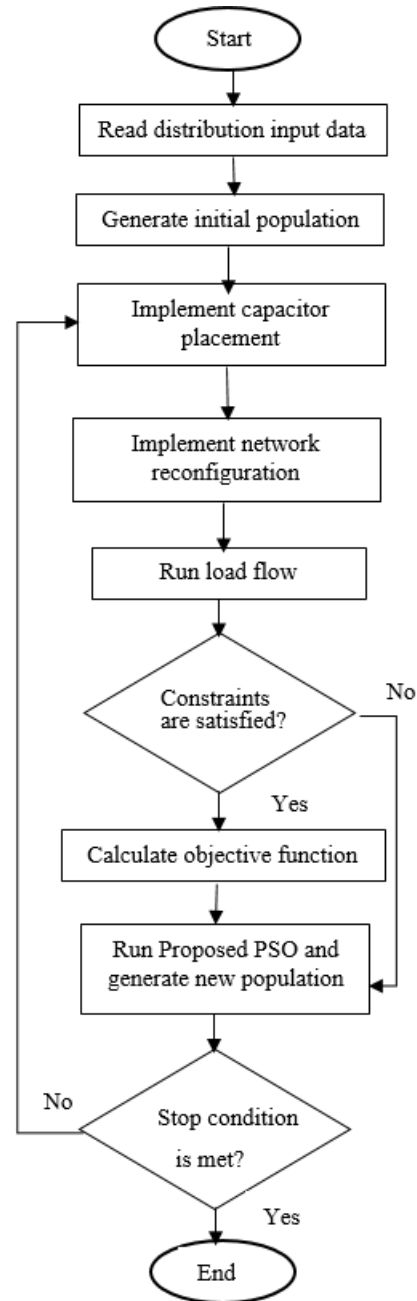 Start
Read distribution input data
Generate initial population
Implement capacitor
placement
Implement network
reconfiguration
Run load flow
Constraints
are satisfied?
No
Yes
Calculate objective function
Run Proposed PSO and
generate new population
No
Stop condition
is met?
Yes
End